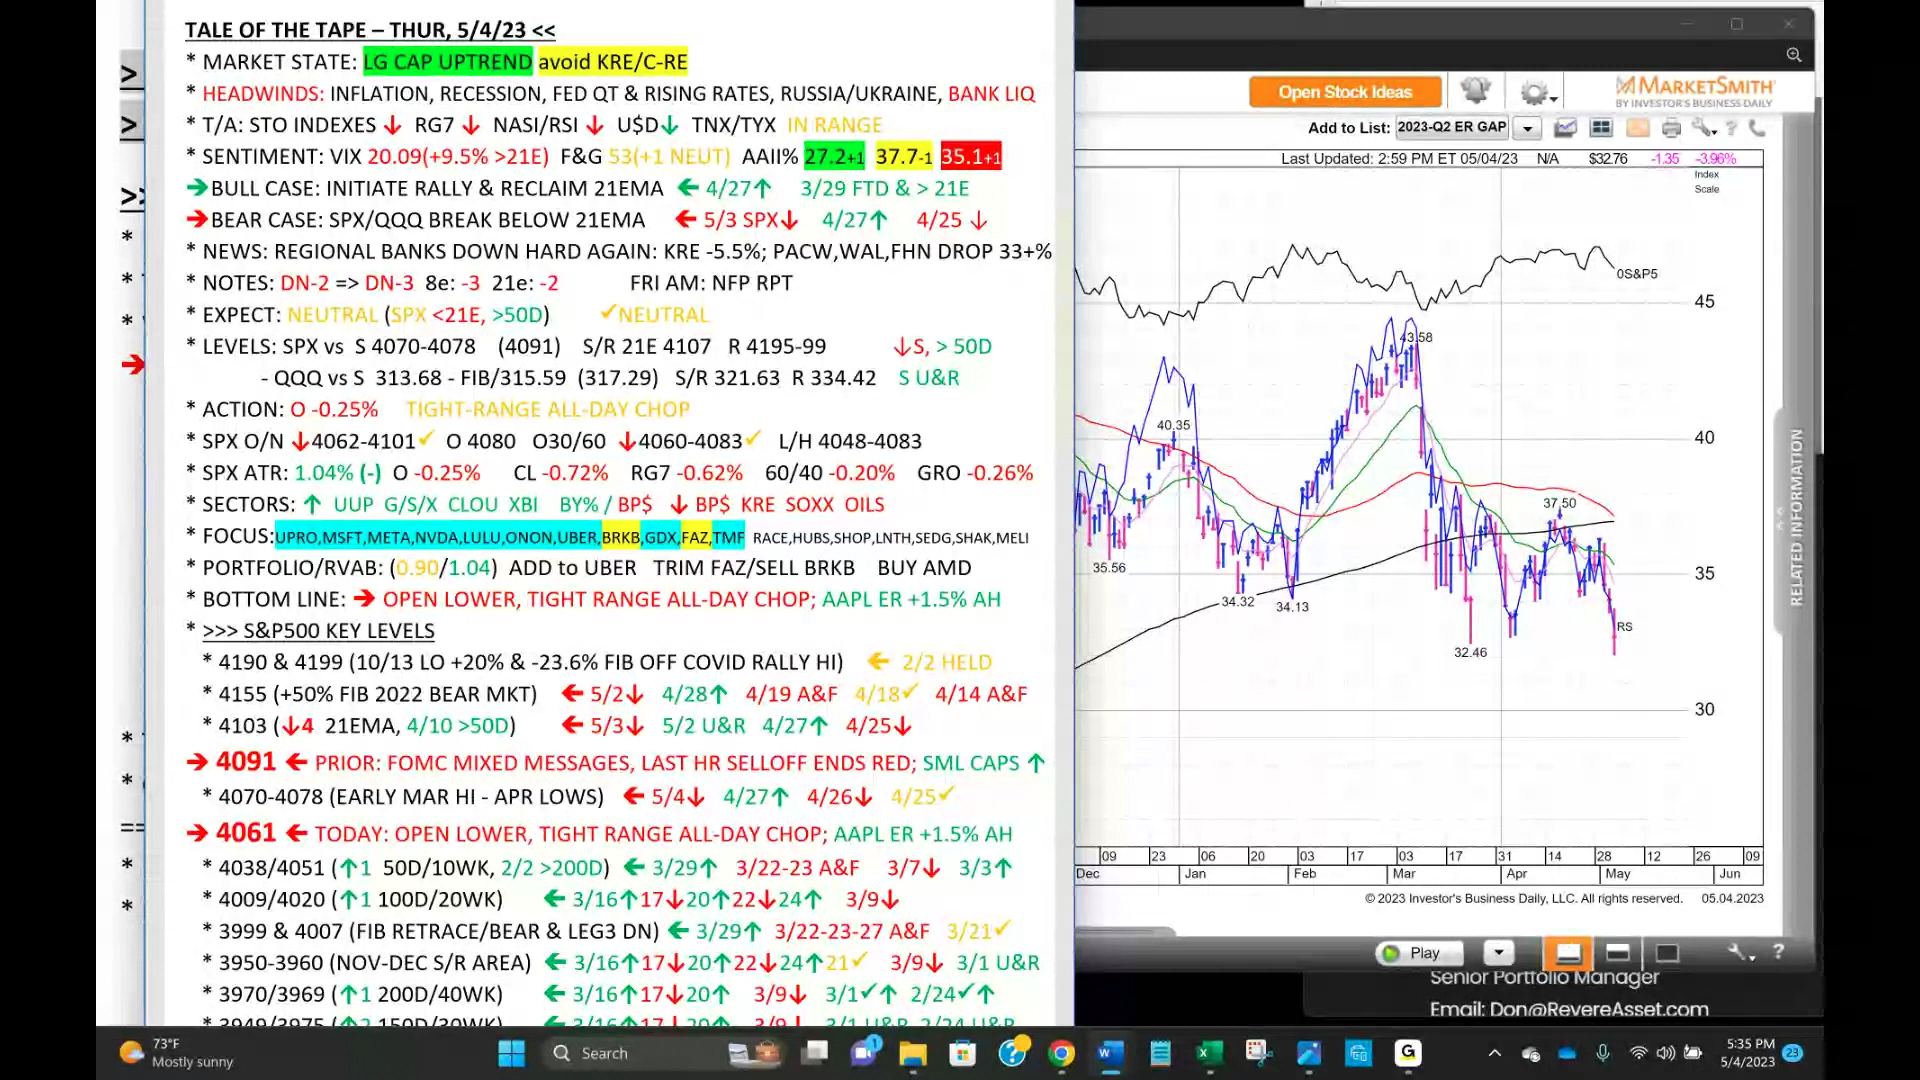 TALE OF THE TAPE – THUR, 5/4/23 <<
* MARKET STATE: LG CAP UPTREND avoid KRE/C-RE
* HEADWINDS: INFLATION, RECESSION, FED QT & RISING RATES, RUSSIA/UKRAINE, BANK LIQ
* T/A: STO INDEXES ↓ RG7 ↓ NASI/RSI ↓ U$D↓ TNX/TYX IN RANGE
* SENTIMENT: VIX 20.09(+9.5% >21E) F&G 53(+1 NEUT) AAII% 27.2+1 37.7-1 35.1+1
→BULL CASE: INITIATE RALLY & RECLAIM 21EMA ← 4/27↑ 3/29 FTD & > 21E
→BEAR CASE: SPX/QQQ BREAK BELOW 21EMA ← 5/3 SPX↓ 4/27↑ 4/25 ↓
* NEWS: REGIONAL BANKS DOWN HARD AGAIN: KRE -5.5%; PACW,WAL,FHN DROP 33+%
* NOTES: DN-2 => DN-3 8e: -3 21e: -2 FRI AM: NFP RPT
* EXPECT: NEUTRAL (SPX <21E, >50D) ✓NEUTRAL
* LEVELS: SPX vs S 4070-4078 (4091) S/R 21E 4107 R 4195-99 ↓S, > 50D
- QQQ vs S 313.68 - FIB/315.59 (317.29) S/R 321.63 R 334.42 S U&R
* ACTION: O -0.25% TIGHT-RANGE ALL-DAY CHOP
* SPX O/N ↓4062-4101✓ O 4080 O30/60 ↓4060-4083✓ L/H 4048-4083
* SPX ATR: 1.04% (-) O -0.25% CL -0.72% RG7 -0.62% 60/40 -0.20% GRO -0.26%
* SECTORS: ↑ UUP G/S/X CLOU XBI BY% / BP$ ↓ BP$ KRE SOXX OILS
* FOCUS:UPRO,MSFT,META,NVDA,LULU,ONON,UBER,BRKB,GDX,FAZ,TMF RACE,HUBS,SHOP,LNTH,SEDG,SHAK,MELI
* PORTFOLIO/RVAB: (0.90/1.04) ADD to UBER TRIM FAZ/SELL BRKB BUY AMD
* BOTTOM LINE: → OPEN LOWER, TIGHT RANGE ALL-DAY CHOP; AAPL ER +1.5% AH
* >>> S&P500 KEY LEVELS
* 4190 & 4199 (10/13 LO +20% & -23.6% FIB OFF COVID RALLY HI) ← 2/2 HELD
* 4155 (+50% FIB 2022 BEAR MKT) ← 5/2↓ 4/28↑ 4/19 A&F 4/18✓ 4/14 A&F
* 4103 (↓4 21EMA, 4/10 >50D) ← 5/3↓ 5/2 U&R 4/27↑ 4/25↓
→ 4091 ← PRIOR: FOMC MIXED MESSAGES, LAST HR SELLOFF ENDS RED; SML CAPS ↑
* 4070-4078 (EARLY MAR HI - APR LOWS) ← 5/4↓ 4/27↑ 4/26↓ 4/25✓
→ 4061 ← TODAY: OPEN LOWER, TIGHT RANGE ALL-DAY CHOP; AAPL ER +1.5% AH
* 4038/4051 (↑1 50D/10WK, 2/2 >200D) ← 3/29↑ 3/22-23 A&F 3/7↓ 3/3↑
* 4009/4020 (↑1 100D/20WK) ← 3/16↑17↓20↑22↓24↑ 3/9↓
* 3999 & 4007 (FIB RETRACE/BEAR & LEG3 DN) ← 3/29↑ 3/22-23-27 A&F 3/21✓
* 3950-3960 (NOV-DEC S/R AREA) ← 3/16↑17↓20↑22↓24↑21✓ 3/9↓ 3/1 U&R
* 3970/3969 (↑1 200D/40WK) ← 3/16↑17↓20↑ 3/9↓ 3/1✓↑ 2/24✓↑
* 3949/3975 (↑2 150D/30WK) ← 3/16↑17↓20↑ 3/9↓ 3/1 U&R 2/24 U&R
Open Stock Ideas
MARKETSMITH
BY INVESTOR'S BUSINESS DAILY
Add to List: 2023-Q2 ER GAP
Last Updated: 2:59 PM ET 05/04/23 N/A $32.76 -1.35 -3.96%
Index
Scale
0S&P5
45
43.58
40.35
40
37.50
35.56
35
34.32
34.13
RS
32.46
30
09 23 06 20 03 17 03 17 31 14 28 12 26 09
Dec Jan Feb Mar Apr May Jun
© 2023 Investor's Business Daily, LLC. All rights reserved. 05.04.2023
RELATED INFORMATION
Play
?
Senior Portfolio Manager
Email: Don@RevereAsset.com
73°F
Mostly sunny
Search
5:35 PM
5/4/2023
23